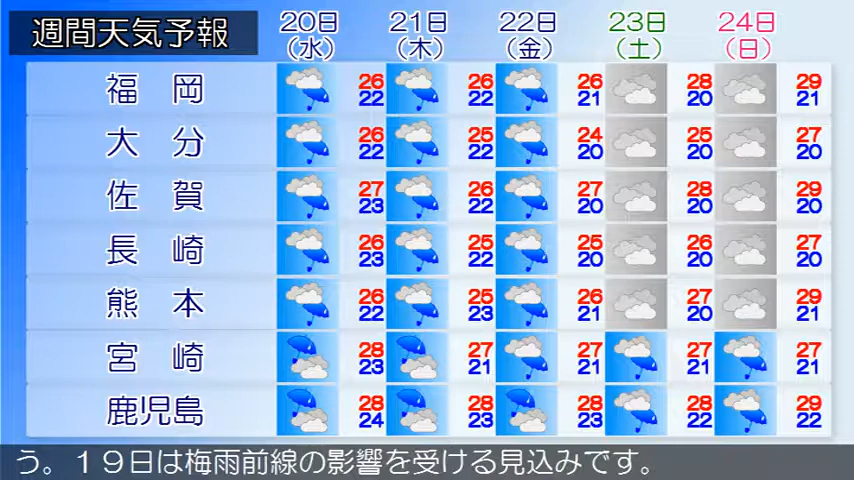 週間天気予報
20日 21日 22日 23日 24日
(水) (木) (金) (土) (日)
福岡 26 26 26 28 29
22 22 21 20 21
大分 26 25 24 25 27
22 22 20 20 20
佐賀 27 26 27 28 29
23 22 20 20 20
長崎 26 25 25 26 27
23 22 20 20 20
熊本 26 25 26 27 29
22 23 21 20 21
宮崎 28 27 27 27 27
23 21 21 21 21
鹿児島 28 28 28 28 29
24 23 23 22 22
う。19日は梅雨前線の影響を受ける見込みです。